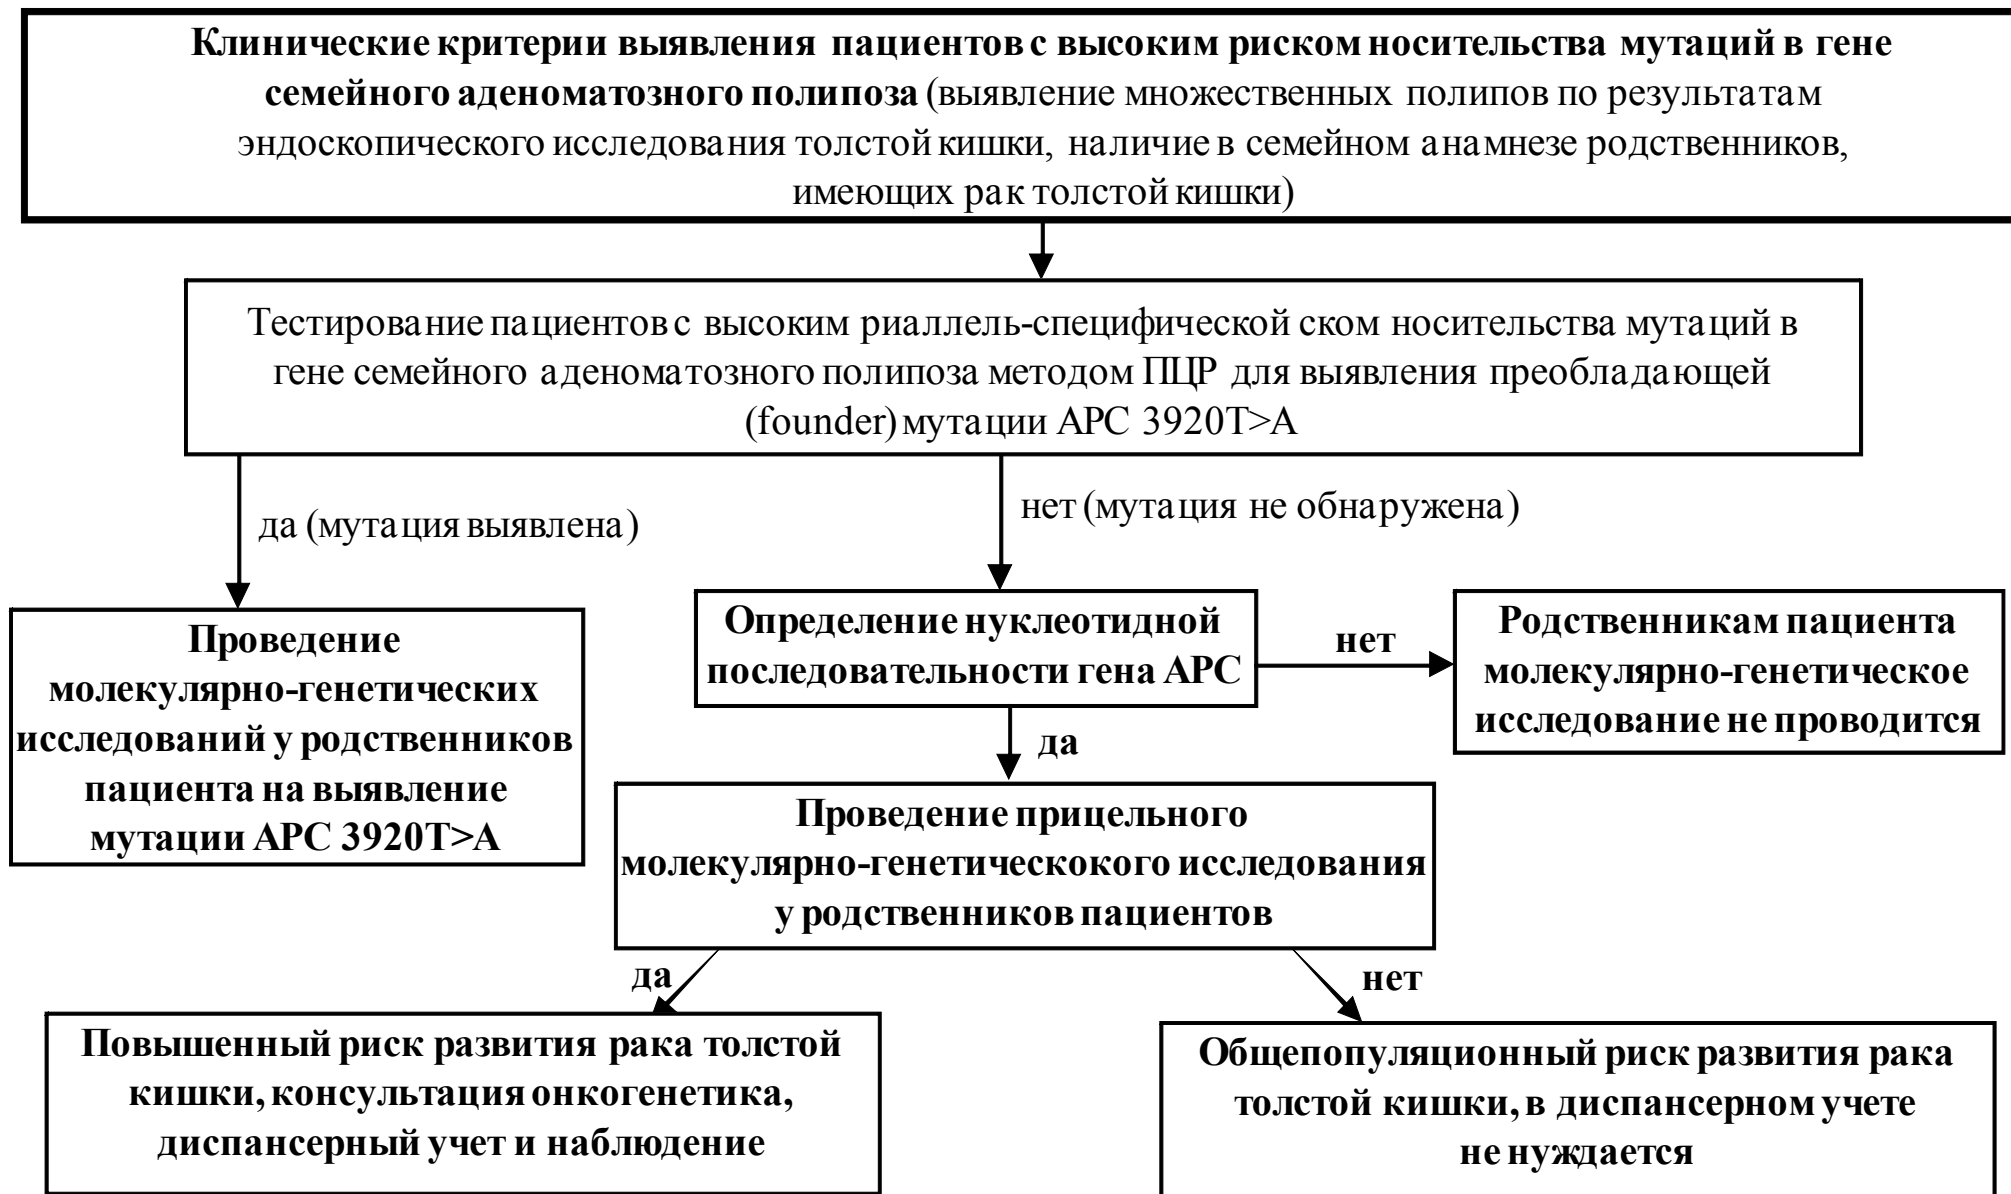 Клинические критерии выявления пациентов с высоким риском носительства мутаций в гене
семейного аденоматозного полипоза (выявление множественных полипов по результатам
эндоскопического исследования толстой кишки, наличие в семейном анамнезе родственников,
имеющих рак толстой кишки)
Тестирование пациентов с высоким риаллель-специфической ском носительства мутаций в
гене семейного аденоматозного полипоза методом ПЦР для выявления преобладающей
(founder) мутации APC 3920T>A
да (мутация выявлена)
нет (мутация не обнаружена)
Проведение
молекулярно-генетических
исследований у родственников
пациента на выявление
мутации APC 3920T>A
Определение нуклеотидной
последовательности гена APC
нет
Родственникам пациента
молекулярно-генетическое
исследование не проводится
да
Проведение прицельного
молекулярно-генетическокого исследования
у родственников пациентов
да
нет
Повышенный риск развития рака толстой
кишки, консультация онкогенетика,
диспансерный учет и наблюдение
Общепопуляционный риск развития рака
толстой кишки, в диспансерном учете
не нуждается